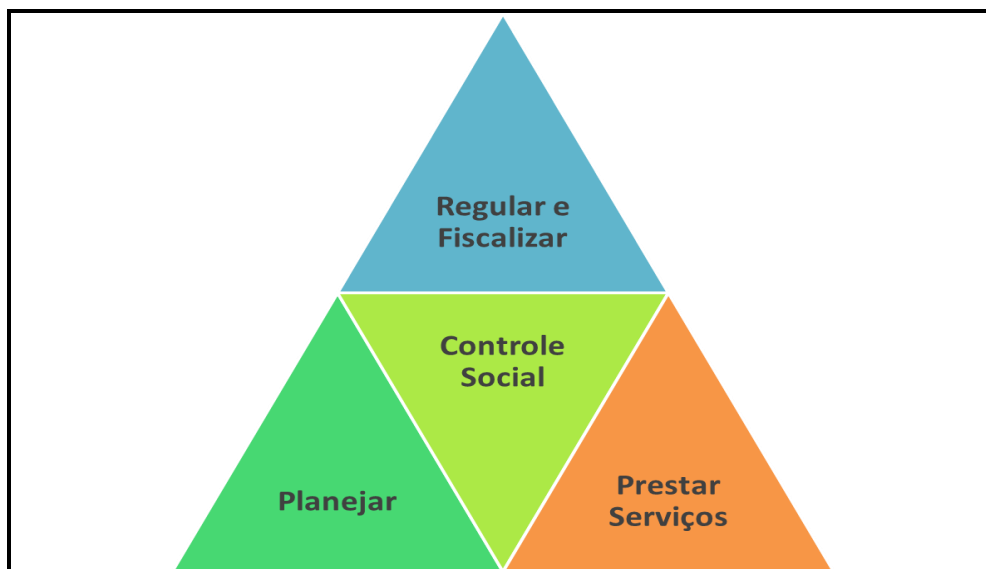 Regular e
Fiscalizar
Controle
Social
Planejar
Prestar
Serviços